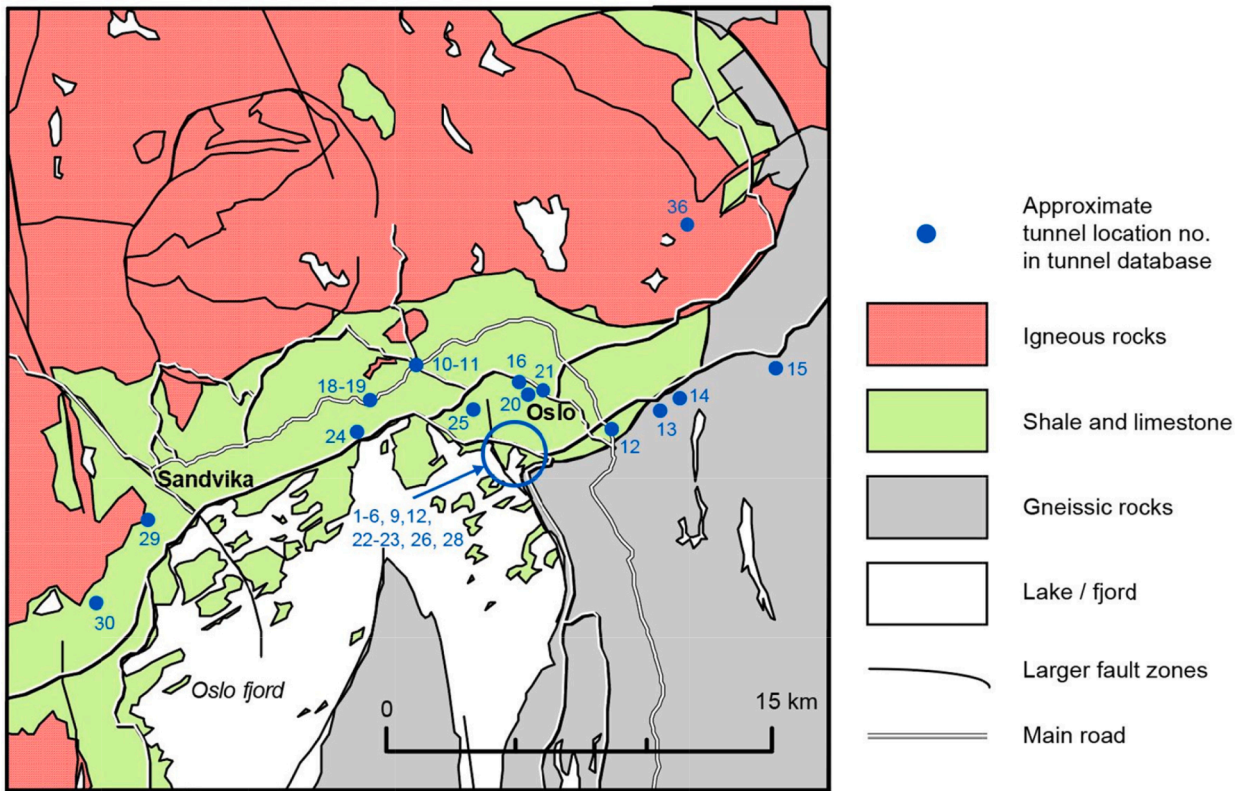 36
10-11
16
21
15
18-19
20
14
25
Oslo
13
24
12
Sandvika
1-6, 9,12,
22-23, 26, 28
29
30
Oslo fjord
0
15 km
Approximate
tunnel location no.
in tunnel database
Igneous rocks
Shale and limestone
Gneissic rocks
Lake / fjord
Larger fault zones
Main road